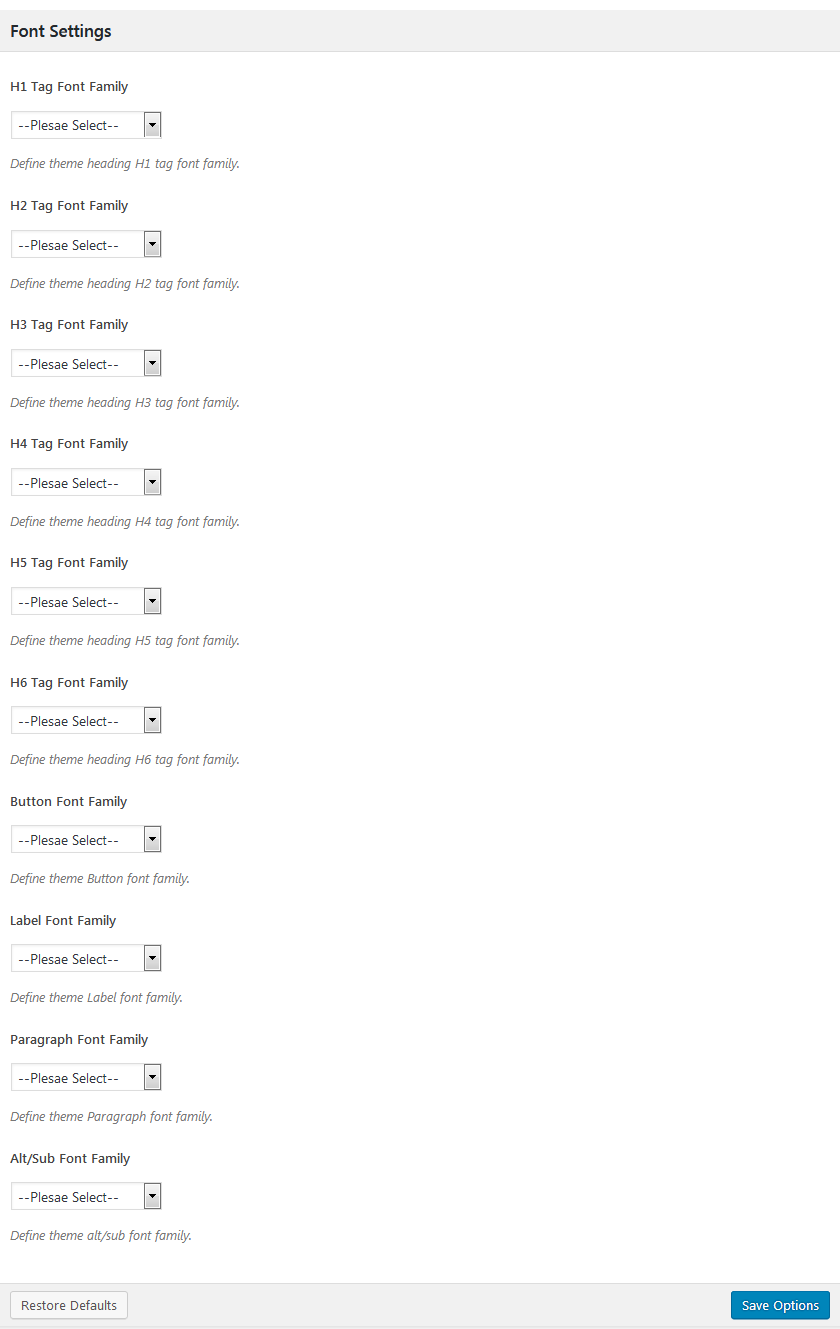 Font Settings
H1 Tag Font Family
--Plesae Select--
Define theme heading H1 tag font family.
H2 Tag Font Family
--Plesae Select--
Define theme heading H2 tag font family.
H3 Tag Font Family
--Plesae Select--
Define theme heading H3 tag font family.
H4 Tag Font Family
--Plesae Select--
Define theme heading H4 tag font family.
H5 Tag Font Family
--Plesae Select--
Define theme heading H5 tag font family.
H6 Tag Font Family
--Plesae Select--
Define theme heading H6 tag font family.
Button Font Family
--Plesae Select--
Define theme Button font family.
Label Font Family
--Plesae Select--
Define theme Label font family.
Paragraph Font Family
--Plesae Select--
Define theme Paragraph font family.
Alt/Sub Font Family
--Plesae Select--
Define theme alt/sub font family.
Restore Defaults Save Options